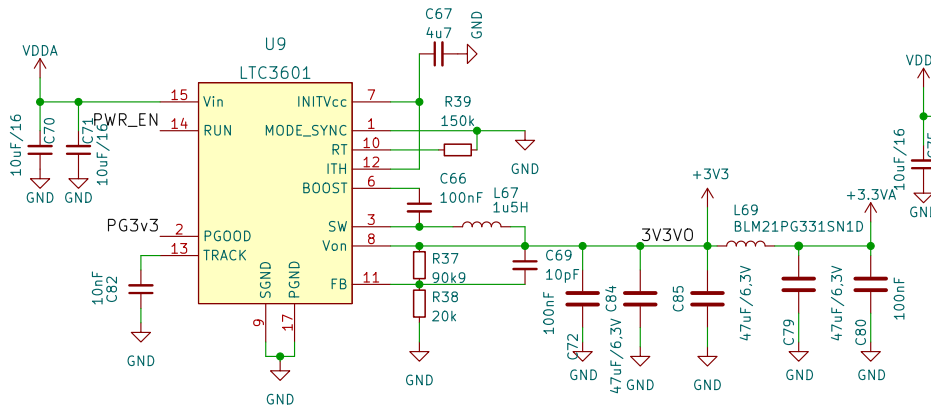 C67
4u7
GND
U9
LTC3601
VDDA
15
Vin
INITVcc
7
R39
150k
10uF/16
C70
C71
10uF/16
PWR_EN
14
RUN
MODE_SYNC
1
RT
10
ITH
12
GND
GND
GND
BOOST
6
C66
100nF
L67
1u5H
PG3v3
2
PGOOD
SW
3
13
TRACK
Von
8
C69
10pF
R37
90k9
FB
11
R38
20k
10nF
C82
SGND
PGND
9
17
GND
GND
GND
+3V3
3V3VO
L69
BLM21PG331SN1D
+3.3VA
100nF
C72
C84
47uF/6,3V
C85
47uF/6,3V
C79
47uF/6,3V
C80
100nF
GND
GND
GND
GND
GND
VDD
10uF/16
GND